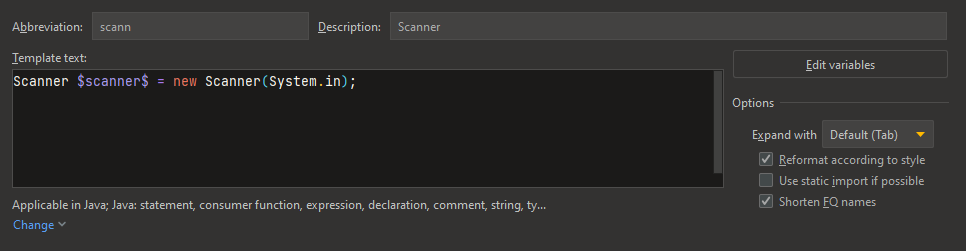 Abbreviation: scann Description: Scanner
Template text:
Scanner $scanner$ = new Scanner(System.in);
Edit variables
Options
Expand with Default (Tab)
Reformat according to style
Use static import if possible
Shorten FQ names
Applicable in Java; Java: statement, consumer function, expression, declaration, comment, string, ty...
Change